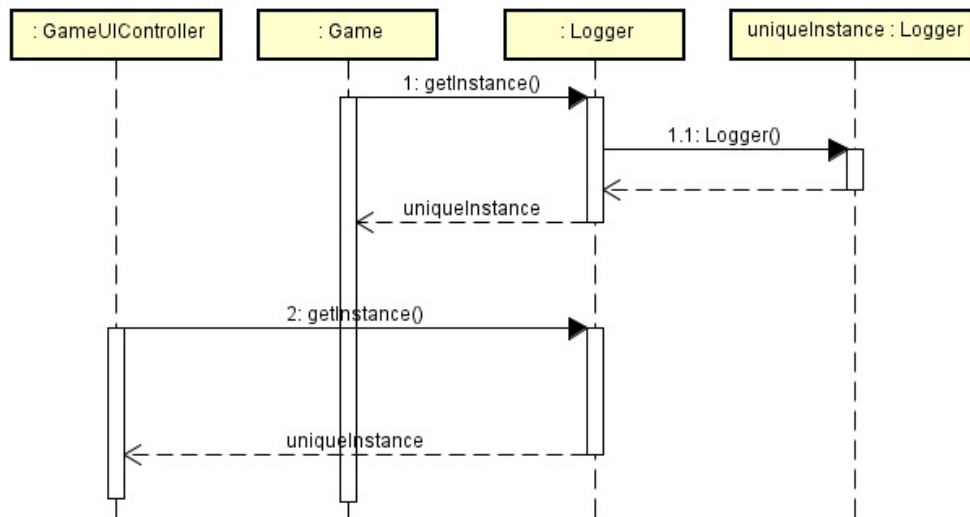 : GameUIController
: Game
: Logger
uniqueInstance : Logger
1: getInstance()
1.1: Logger()
uniqueInstance
2: getInstance()
uniqueInstance